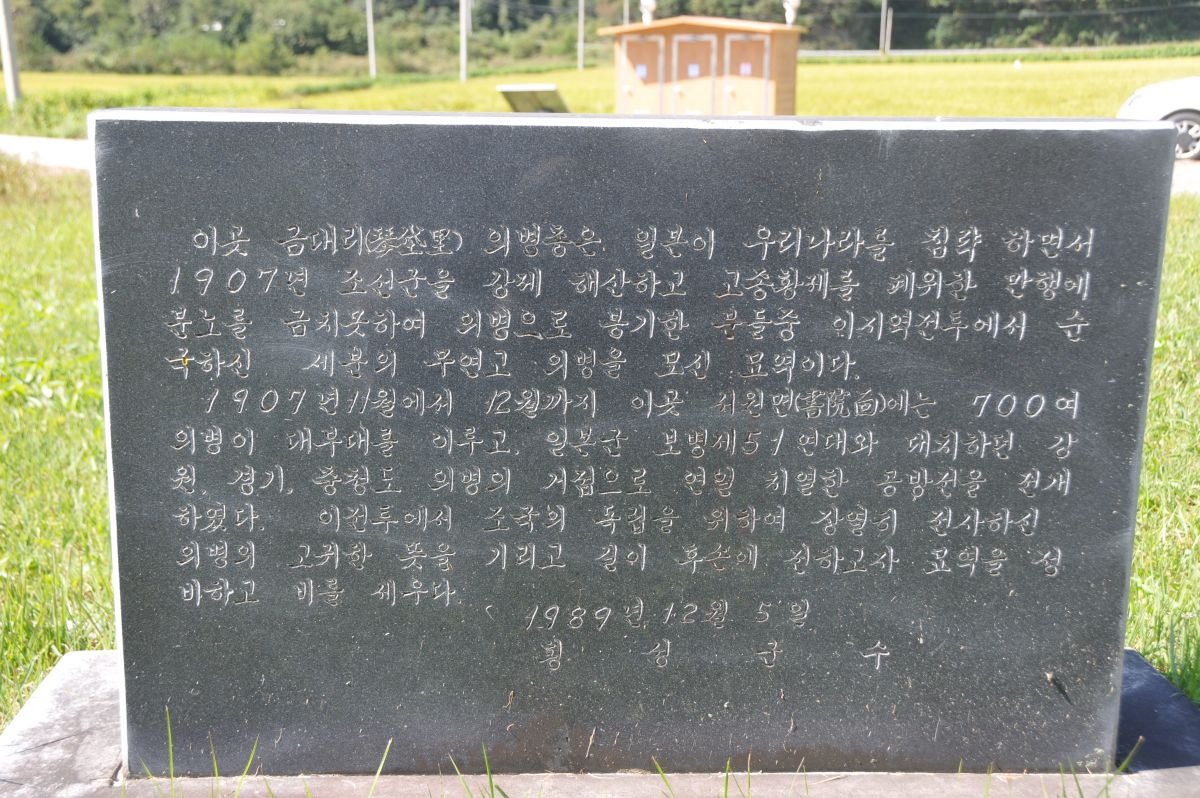 이곳 금대리(琴垈里) 의병총은 일본이 우리나라를 침략 하면서
1907년 조선군을 강제 해산하고 고종황제를 폐위한 만행에
분노를 금치못하여 의병으로 봉기한 분들중 이지역전투에서 순
국하신 세분의 무연고 의병을 모신 묘역이다.
1907년 11월에서 12월까지 이곳 서원면(書院面)에는 700여
의병이 대부대를 이루고, 일본군 보병제51연대와 대치하던 강
원, 경기, 충청도 의병의 거점으로 연일 치열한 공방전을 전개
하였다. 이전투에서 조국의 독립을 위하여 장열히 전사하신
의병의 고귀한 뜻을 기리고 길이 후손에 전하고자 묘역을 정
비하고 비를 세우다.
1989년 12월 5일
횡성군수